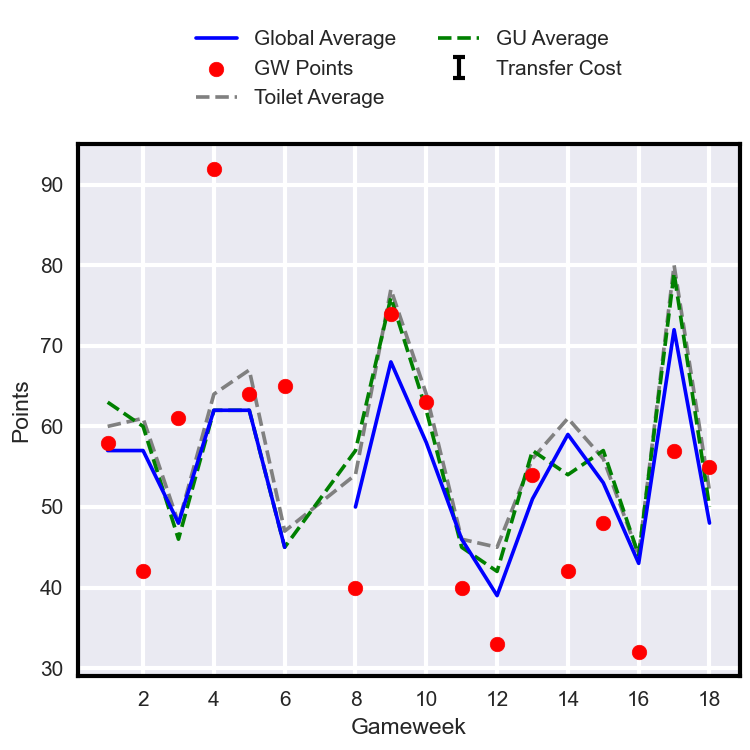 Global Average
GW Points
Toilet Average
GU Average
Transfer Cost
90
80
70
60
50
40
30
Points
2 4 6 8 10 12 14 16 18
Gameweek